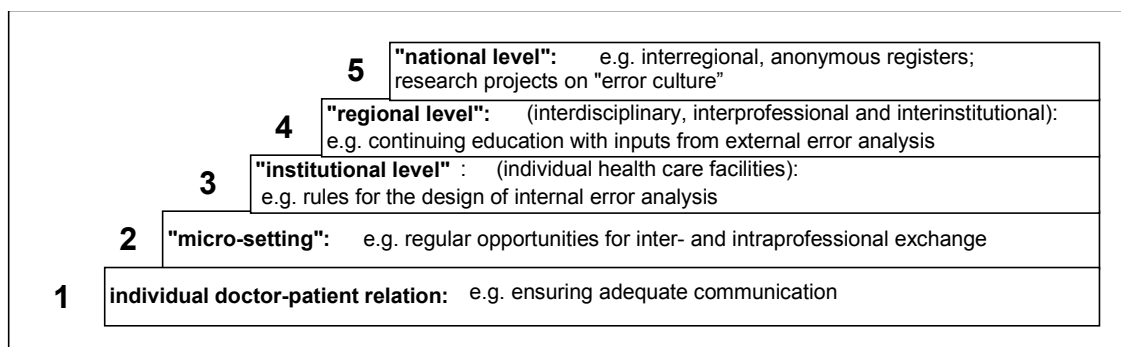 5 "national level": e.g. interregional, anonymous registers;
research projects on "error culture”
4 "regional level": (interdisciplinary, interprofessional and interinstitutional):
e.g. continuing education with inputs from external error analysis
3 "institutional level" : (individual health care facilities):
e.g. rules for the design of internal error analysis
2 "micro-setting": e.g. regular opportunities for inter- and intraprofessional exchange
1 individual doctor-patient relation: e.g. ensuring adequate communication